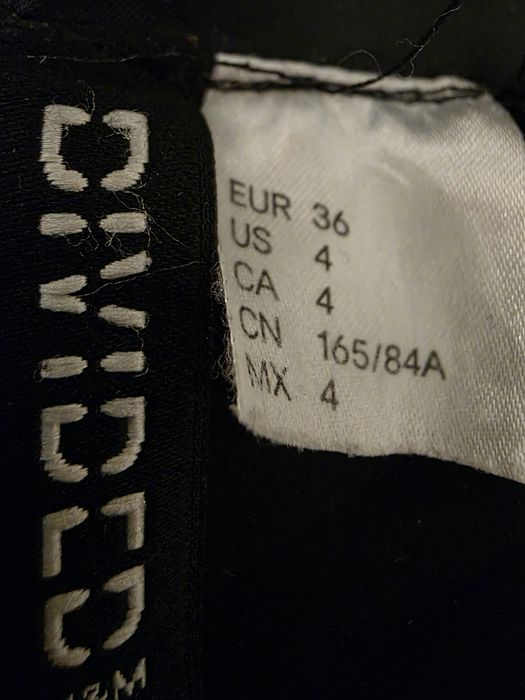 DIVIDED
H&M
EUR 36
US 4
CA 4
CN 165/84A
MX 4